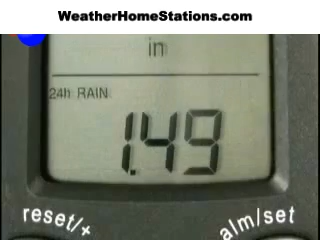 WeatherHomeStations.com
in
24h RAIN
1.49
reset/+
alm/set